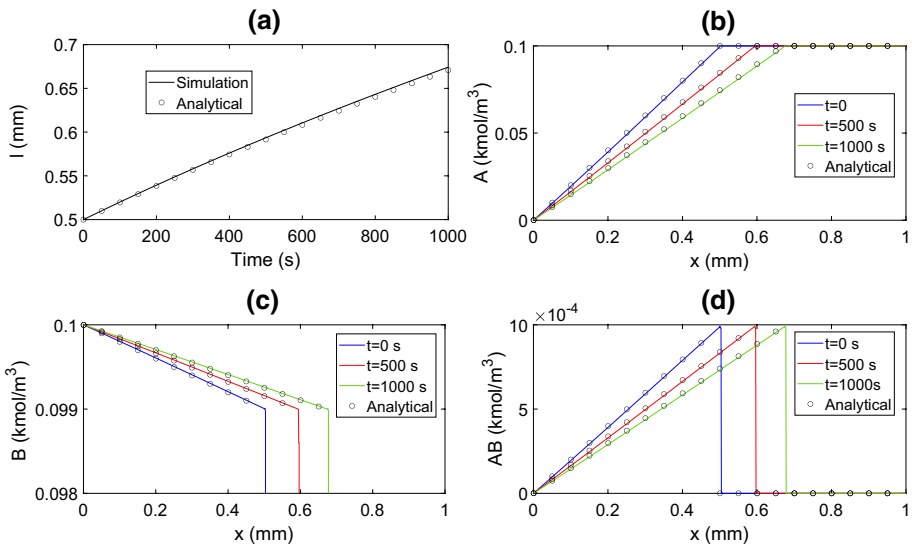 (a)
0.7
0.65
0.6
0.55
0.5
l (mm)
Simulation
Analytical
0 200 400 600 800 1000
Time (s)
(b)
0.1
0.05
0
A (kmol/m³)
t=0
t=500 s
t=1000 s
Analytical
0 0.2 0.4 0.6 0.8 1
x (mm)
(c)
0.1
0.099
0.098
B (kmol/m³)
t=0 s
t=500 s
t=1000 s
Analytical
0 0.2 0.4 0.6 0.8 1
x (mm)
(d)
×10⁻⁴
10
5
0
AB (kmol/m³)
t=0 s
t=500 s
t=1000s
Analytical
0 0.2 0.4 0.6 0.8 1
x (mm)